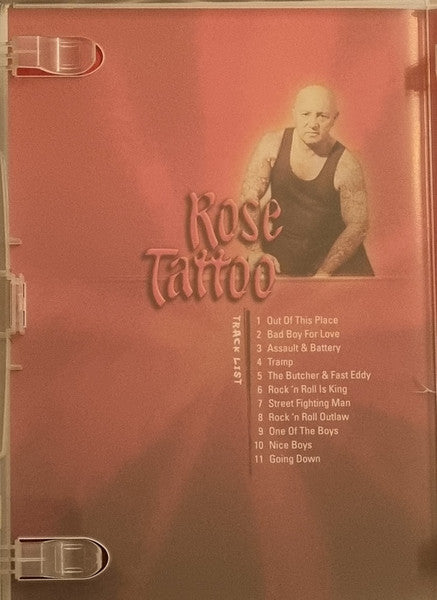 Rose
Tattoo
TRACK LIST
1 Out Of This Place
2 Bad Boy For Love
3 Assault & Battery
4 Tramp
5 The Butcher & Fast Eddy
6 Rock 'n Roll Is King
7 Street Fighting Man
8 Rock 'n Roll Outlaw
9 One Of The Boys
10 Nice Boys
11 Going Down